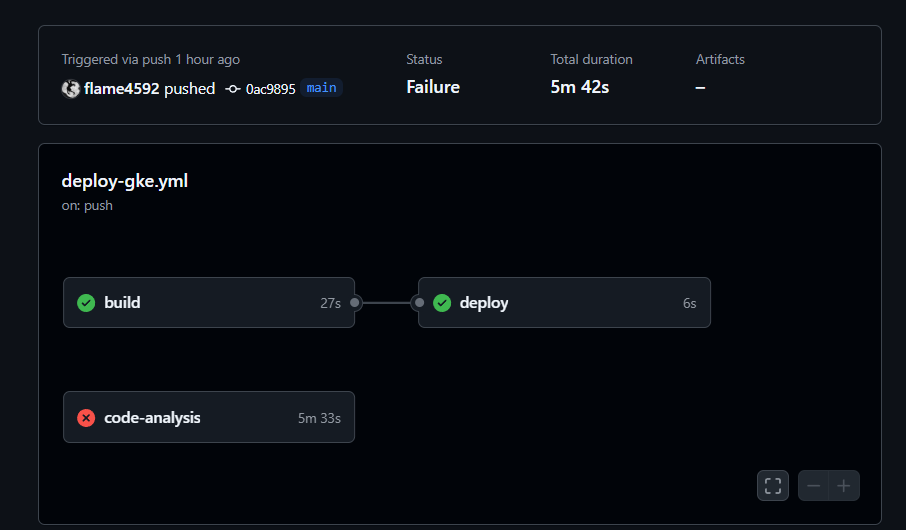 Triggered via push 1 hour ago
flame4592 pushed 0ac9895 main
Status
Failure
Total duration
5m 42s
Artifacts
–
deploy-gke.yml
on: push
build 27s
deploy 6s
code-analysis 5m 33s